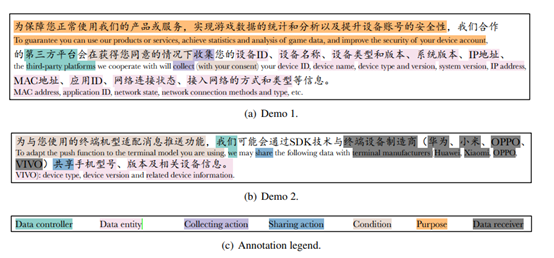 为保障您正常使用我们的产品或服务，实现游戏数据的统计和分析以及提升设备账号的安全性，我们合作
To guarantee you can use our products or services, achieve statistics and analysis of game data, and improve the security of your device account,
的第三方平台会在获得您同意的情况下收集您的设备ID、设备名称、设备类型和版本、系统版本、IP地址、
the third-party platforms we cooperate with will collect (with your consent) your device ID, device name, device type and version, system version, IP address,
MAC地址、应用ID、网络连接状态、接入网络的方式和类型等信息。
MAC address, application ID, network state, network connection methods and type, etc.
(a) Demo 1.
为与您使用的终端机型适配消息推送功能，我们可能会通过SDK技术与终端设备制造商（华为、小米、OPPO、
To adapt the push function to the terminal model you are using, we may share the following data with terminal manufacturers (Huawei, Xiaomi, OPPO,
VIVO）共享手机型号、版本及相关设备信息。
VIVO): device type, device version and related device information.
(b) Demo 2.
Data controller Data entity Collecting action Sharing action Condition Purpose Data receiver
(c) Annotation legend.